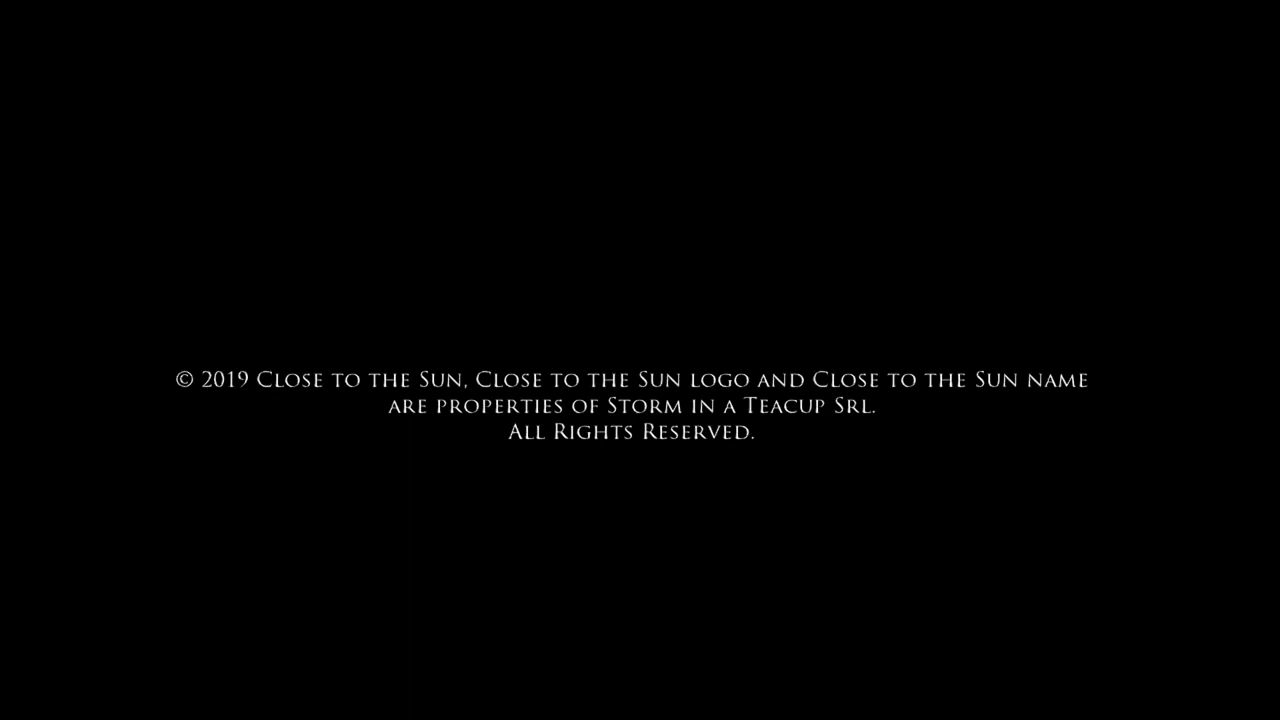 © 2019 Close to the Sun, Close to the Sun logo and Close to the Sun name
are properties of Storm in a Teacup Srl.
All Rights Reserved.